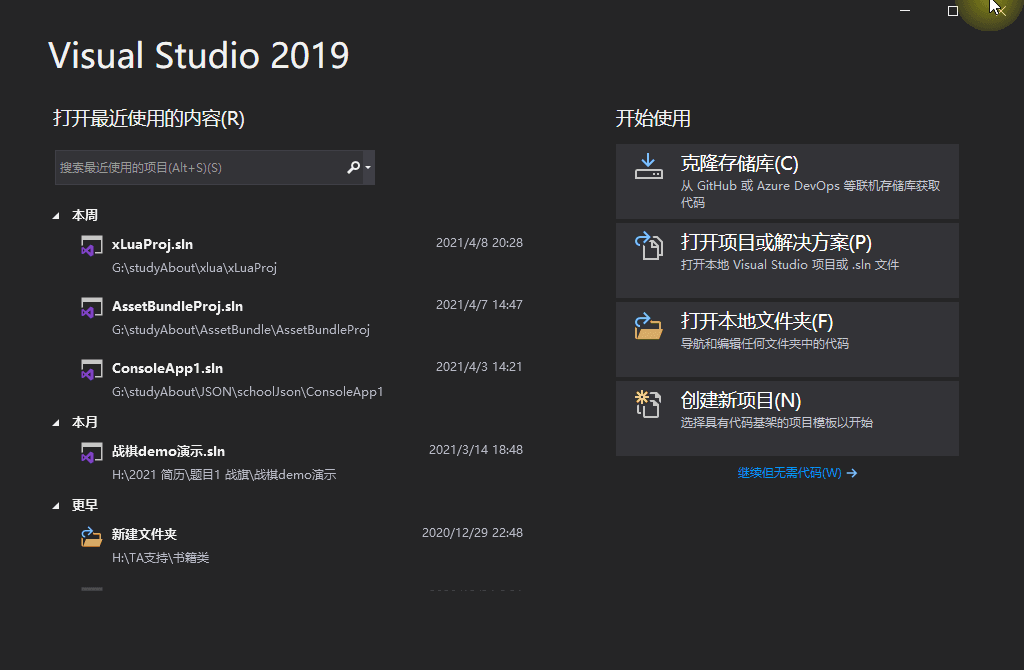 Visual Studio 2019
打开最近使用的内容(R)
搜索最近使用的项目(Alt+S)(S)
本周
xLuaProj.sln 2021/4/8 20:28
G:\studyAbout\xlua\xLuaProj
AssetBundleProj.sln 2021/4/7 14:47
G:\studyAbout\AssetBundle\AssetBundleProj
ConsoleApp1.sln 2021/4/3 14:21
G:\studyAbout\JSON\schoolJson\ConsoleApp1
本月
战棋demo演示.sln 2021/3/14 18:48
H:\2021 简历\题目1 战旗\战棋demo演示
更早
新建文件夹 2020/12/29 22:48
H:\TA支持\书籍类
开始使用
克隆存储库(C)
从 GitHub 或 Azure DevOps 等联机存储库获取
代码
打开项目或解决方案(P)
打开本地 Visual Studio 项目或 .sln 文件
打开本地文件夹(F)
导航和编辑任何文件夹中的代码
创建新项目(N)
选择具有代码基架的项目模板以开始
继续但无需代码(W) →